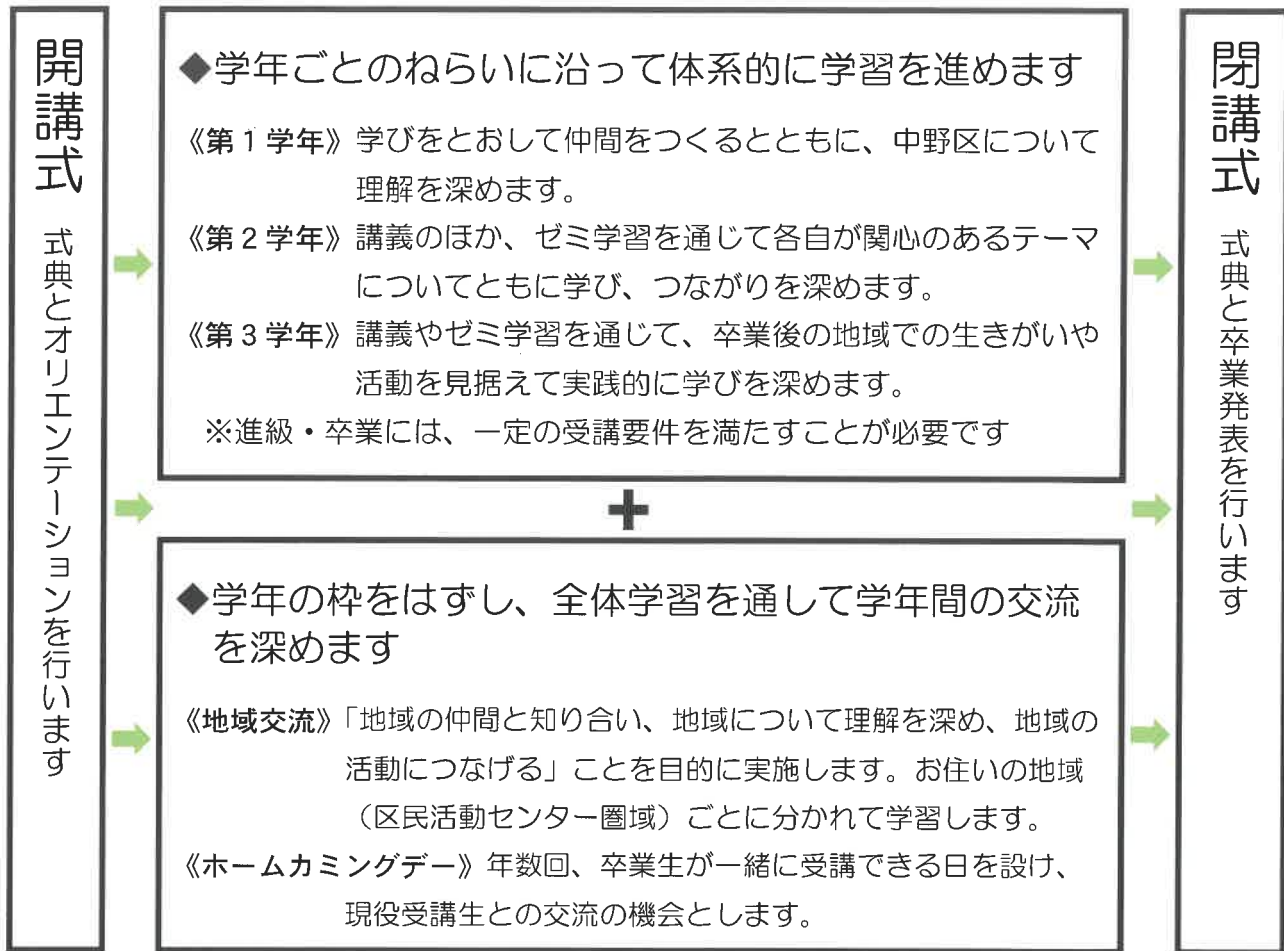 開講式
式典とオリエンテーションを行います
◆学年ごとのねらいに沿って体系的に学習を進めます
《第1学年》学びをとおして仲間をつくるとともに、中野区について
理解を深めます。
《第2学年》講義のほか、ゼミ学習を通じて各自が関心のあるテーマ
についてともに学び、つながりを深めます。
《第3学年》講義やゼミ学習を通じて、卒業後の地域での生きがいや
活動を見据えて実践的に学びを深めます。
※進級・卒業には、一定の受講要件を満たすことが必要です
+
◆学年の枠をはずし、全体学習を通して学年間の交流
を深めます
《地域交流》「地域の仲間と知り合い、地域について理解を深め、地域の
活動につなげる」ことを目的に実施します。お住いの地域
（区民活動センター圏域）ごとに分かれて学習します。
《ホームカミングデー》年数回、卒業生が一緒に受講できる日を設け、
現役受講生との交流の機会とします。
閉講式
式典と卒業発表を行います